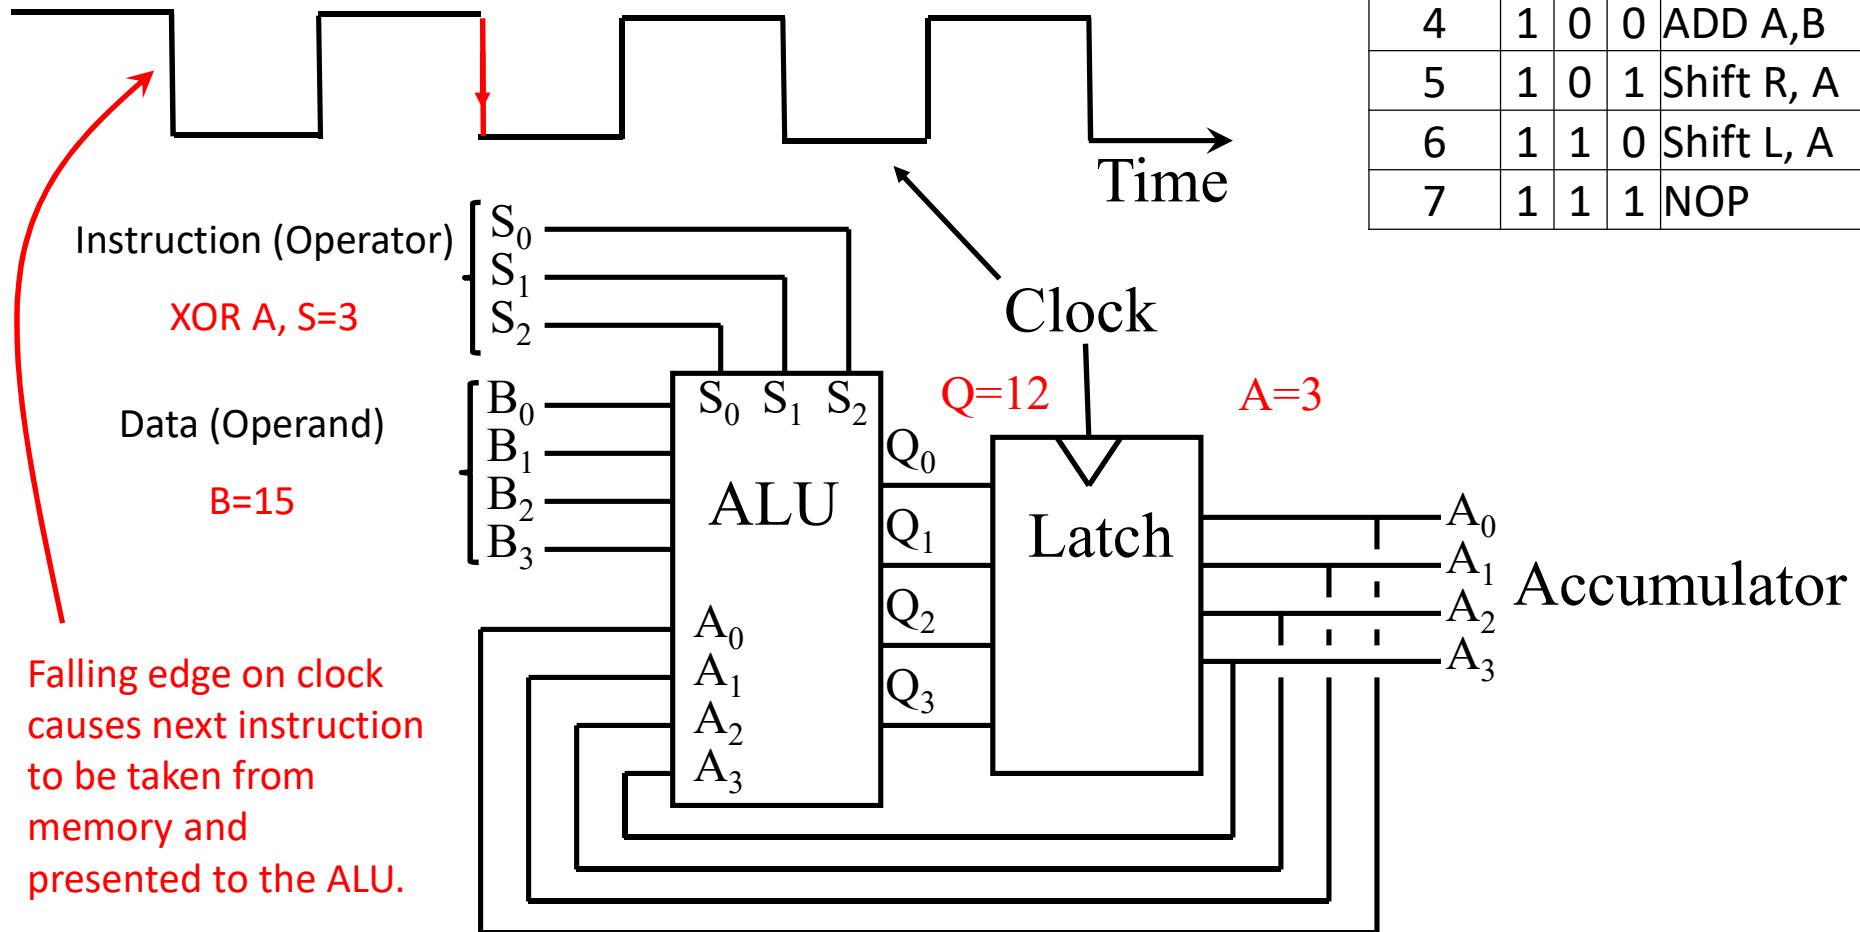 4 1 0 0 ADD A,B
5 1 0 1 Shift R, A
6 1 1 0 Shift L, A
7 1 1 1 NOP
Time
Instruction (Operator)
XOR A, S=3
S0
S1
S2
Clock
Data (Operand)
B=15
B0
B1
B2
B3
S0 S1 S2
ALU
A0
A1
A2
A3
Q=12
A=3
Q0
Q1
Q2
Q3
Latch
A0
A1
A2
A3
Accumulator
Falling edge on clock
causes next instruction
to be taken from
memory and
presented to the ALU.